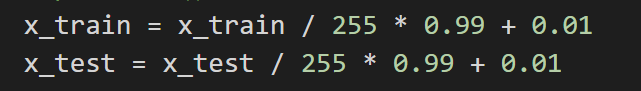 x_train = x_train / 255 * 0.99 + 0.01
x_test = x_test / 255 * 0.99 + 0.01